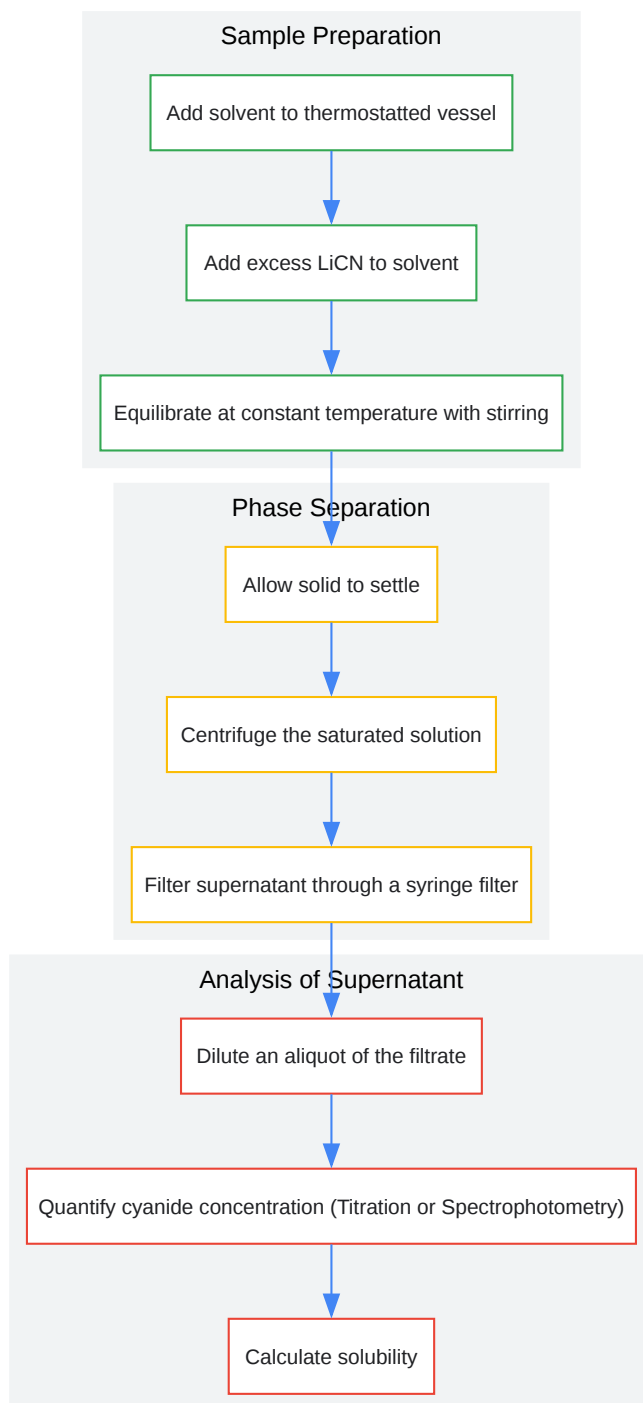 Sample Preparation
Add solvent to thermostatted vessel
Add excess LiCN to solvent
Equilibrate at constant temperature with stirring
Phase Separation
Allow solid to settle
Centrifuge the saturated solution
Filter supernatant through a syringe filter
Analysis of Supernatant
Dilute an aliquot of the filtrate
Quantify cyanide concentration (Titration or Spectrophotometry)
Calculate solubility